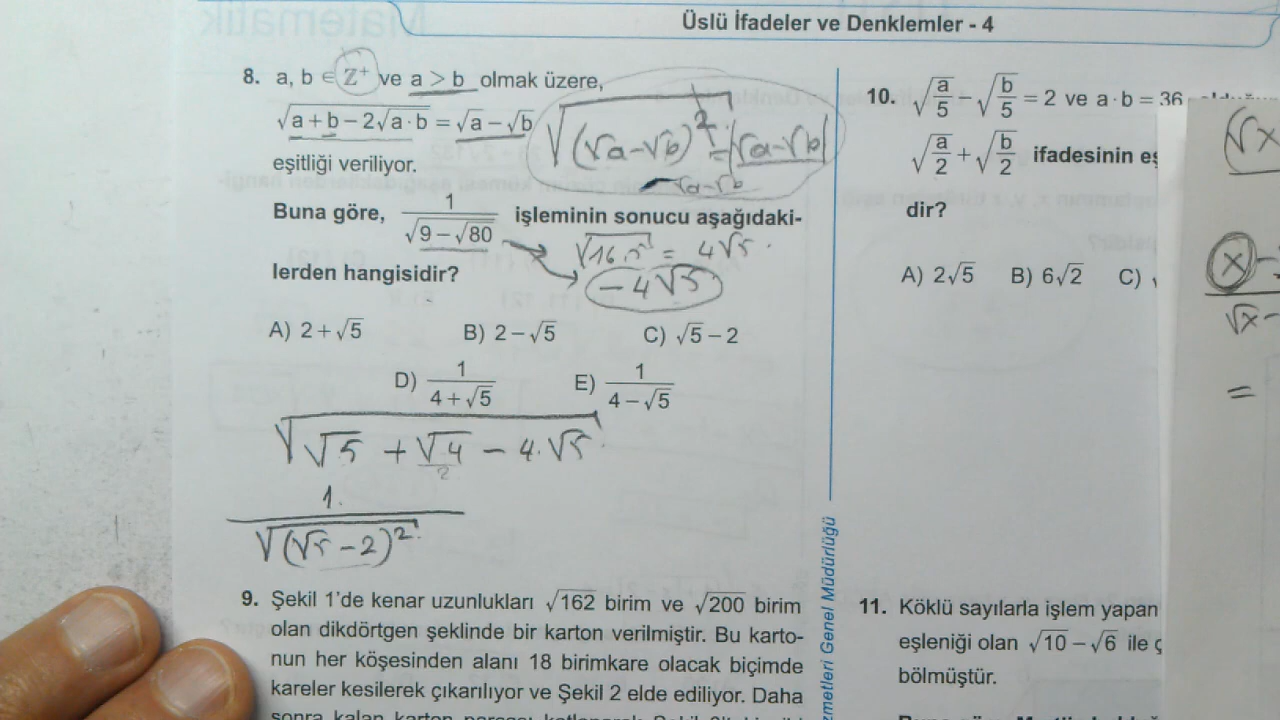 Üslü İfadeler ve Denklemler - 4
8. a, b ∈ Z⁺ ve a > b olmak üzere,
√(a+b−2√(a·b)) = √a − √b
√((√a−√b)²) = |√a−√b|
√a−√b
eşitliği veriliyor.
Buna göre, 1/√(9−√80) işleminin sonucu aşağıdaki-
lerden hangisidir?
√(16.5) = 4√5
−4√5
A) 2+√5 B) 2−√5 C) √5−2
D) 1/(4+√5) E) 1/(4−√5)
√(√5 + √4 − 4.√5)
2
1/√((√5−2)²)
9. Şekil 1'de kenar uzunlukları √162 birim ve √200 birim
olan dikdörtgen şeklinde bir karton verilmiştir. Bu karto-
nun her köşesinden alanı 18 birimkare olacak biçimde
kareler kesilerek çıkarılıyor ve Şekil 2 elde ediliyor. Daha
10. √(a/5) · √(b/5) = 2 ve a·b = 36
√(a/2) + √(b/2) ifadesinin
dir?
A) 2√5 B) 6√2 C)
11. Köklü sayılarla işlem yapan
eşleniği olan √10 − √6 ile
bölmüştür.
Genel Müdürlüğü
√x
x −
√x −
=